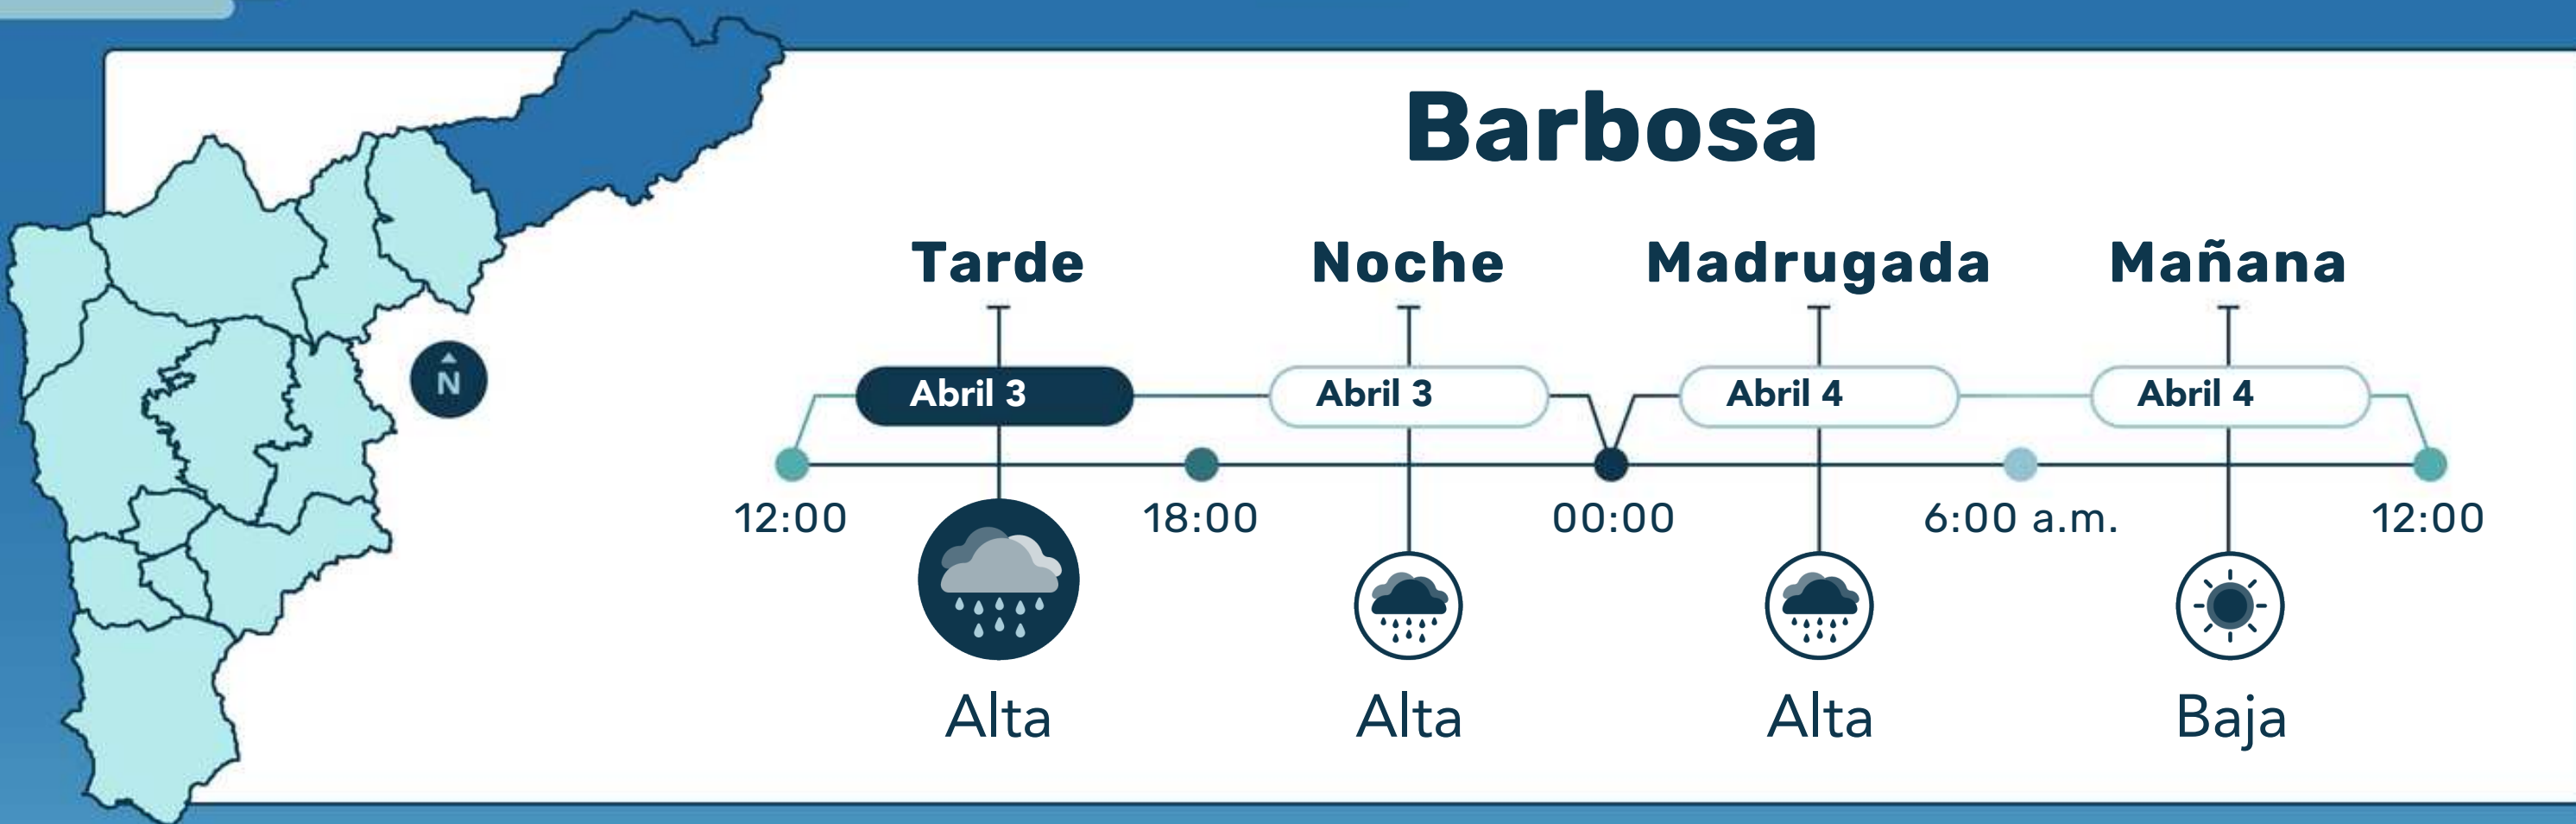 Barbosa
Tarde Noche Madrugada Mañana
Abril 3 Abril 3 Abril 4 Abril 4
N
12:00 18:00 00:00 6:00 a.m. 12:00
Alta Alta Alta Baja